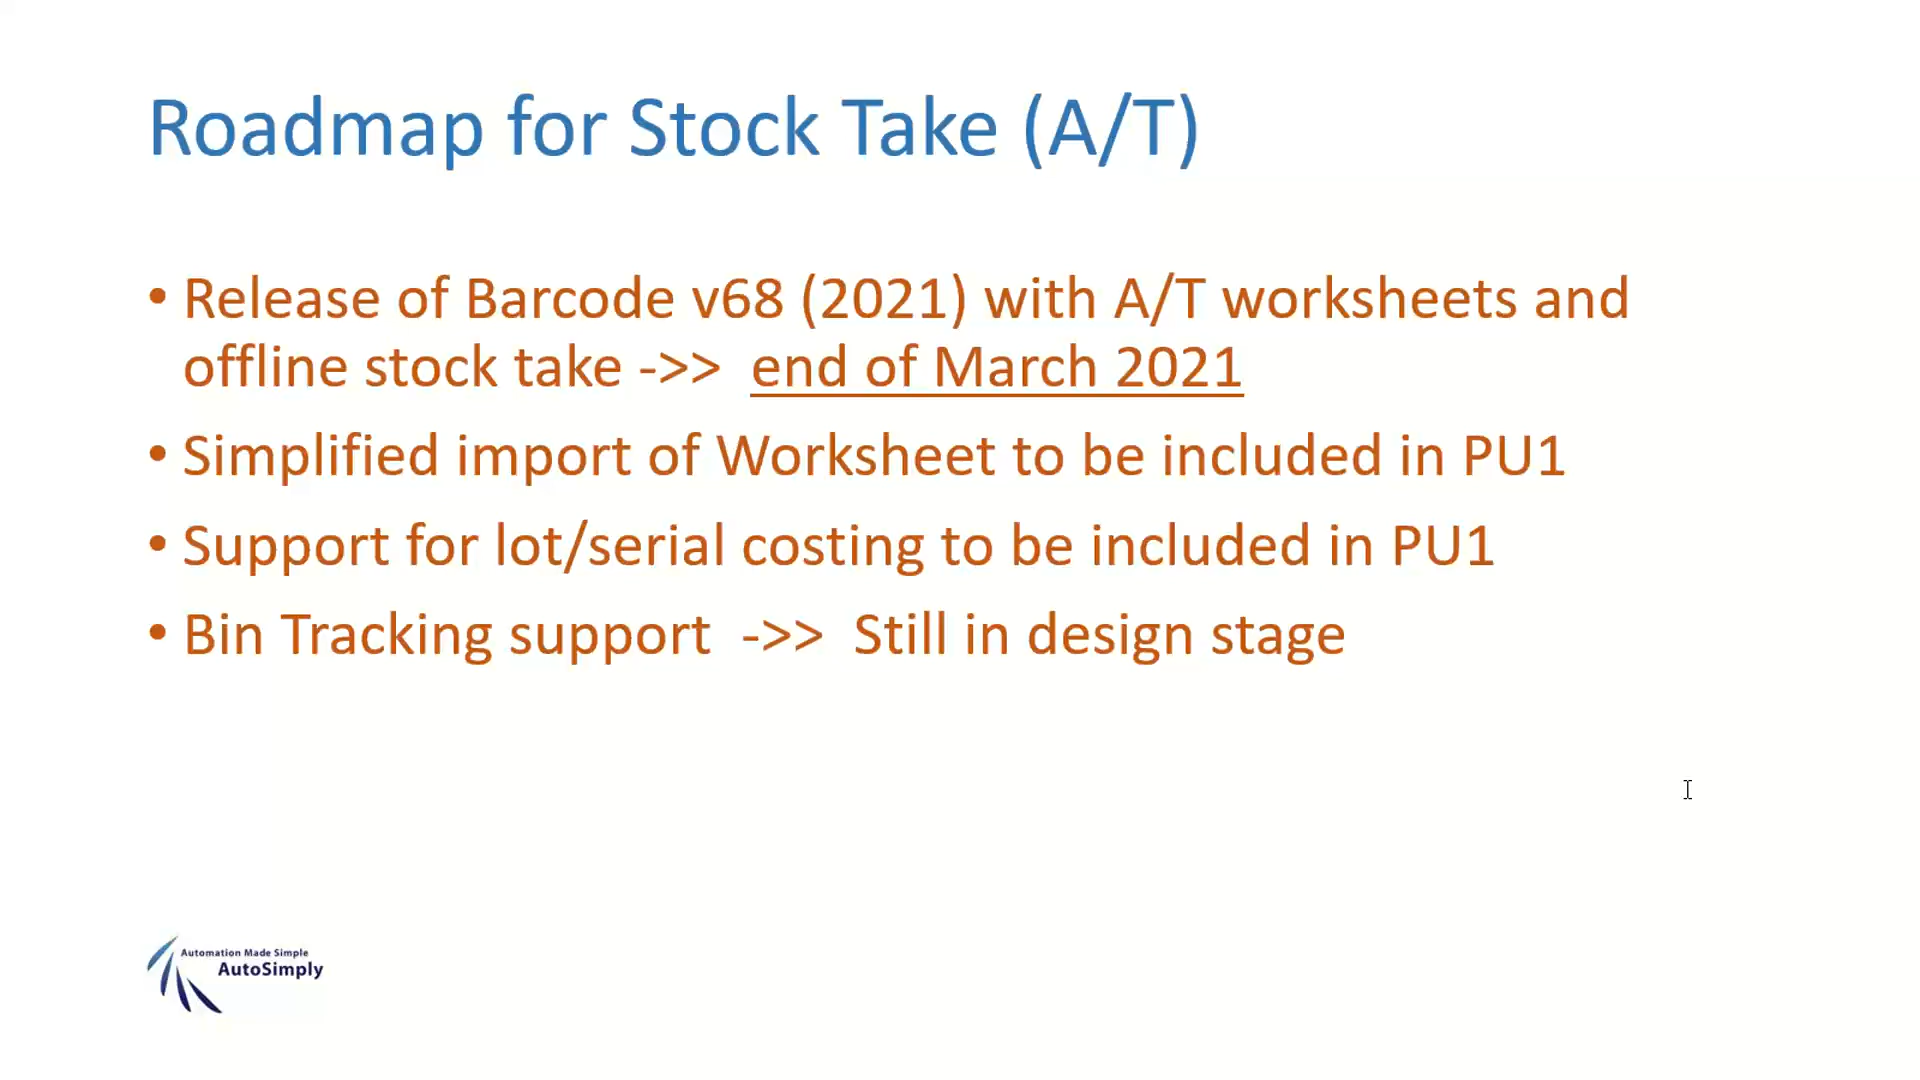 Roadmap for Stock Take (A/T)
• Release of Barcode v68 (2021) with A/T worksheets and
offline stock take ->> end of March 2021
• Simplified import of Worksheet to be included in PU1
• Support for lot/serial costing to be included in PU1
• Bin Tracking support ->> Still in design stage
Automation Made Simple
AutoSimply